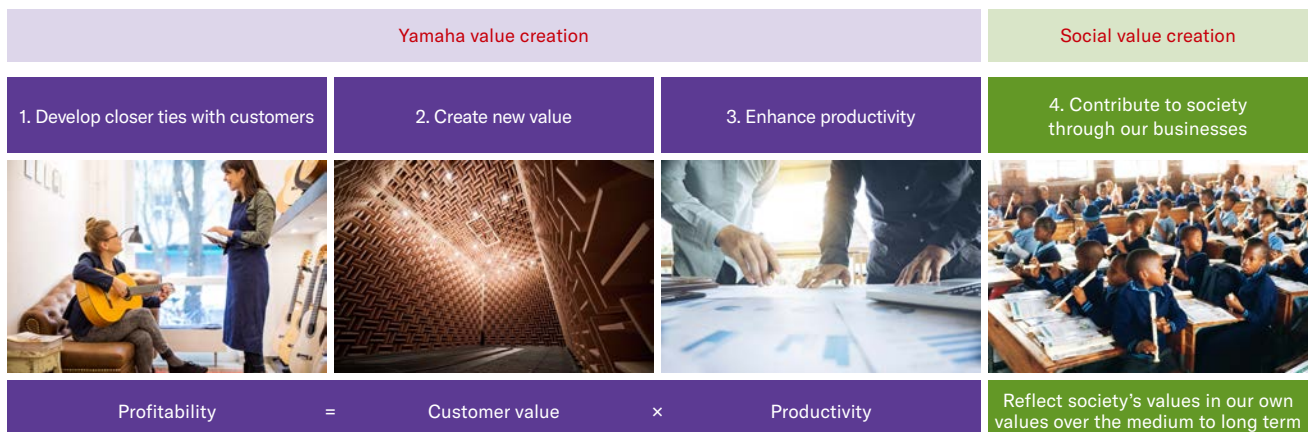 Yamaha value creation
Social value creation
1. Develop closer ties with customers
2. Create new value
3. Enhance productivity
4. Contribute to society
through our businesses
Profitability = Customer value × Productivity
Reflect society’s values in our own
values over the medium to long term